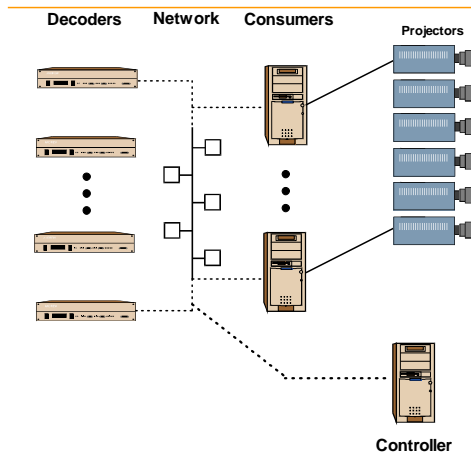 Decoders
Network
Consumers
Projectors
Controller